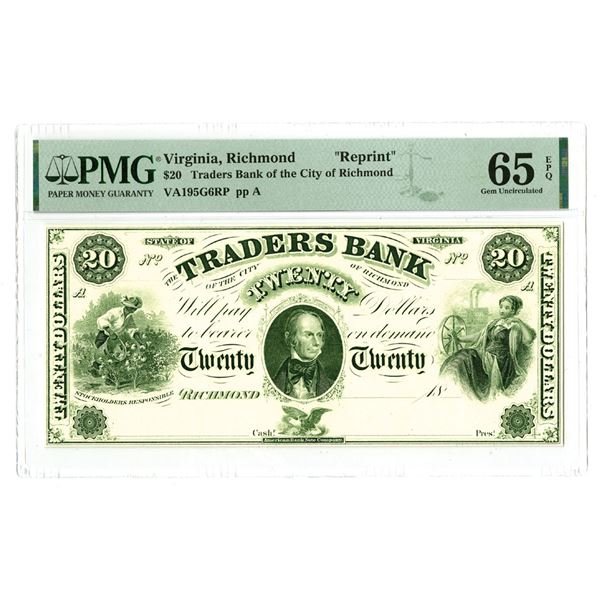 PMG® Virginia, Richmond "Reprint" 65 EPQ
PAPER MONEY GUARANTY $20 Traders Bank of the City of Richmond Gem Uncirculated
VA195G6RP pp A
STATE OF VIRGINIA
20 No THE TRADERS BANK No 20
OF THE CITY OF RICHMOND
TWENTY
A Will pay Dollars A
to bearer on demand
Twenty Twenty
STOCKHOLDERS RESPONSIBLE RICHMOND 18
Cash! Pres!
American Bank Note Company
TWENTY DOLLARS
TWENTY DOLLARS